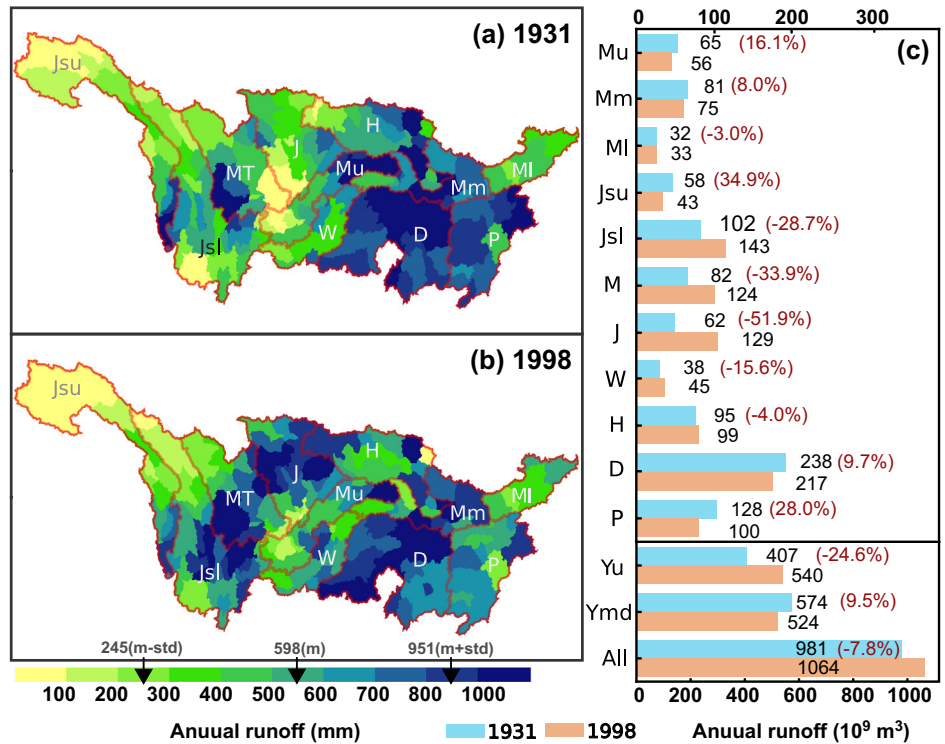 (a) 1931
Jsu
H
J
MT
Mu
Mm
Ml
W
D
P
Jsl
(b) 1998
Jsu
H
J
MT
Mu
Mm
Ml
W
D
P
Jsl
245(m-std) 598(m) 951(m+std)
100 200 300 400 500 600 700 800 1000
Anuual runoff (mm)
1931 1998
(c)
0 100 200 300
Mu 65 (16.1%)
56
Mm 81 (8.0%)
75
Ml 32 (-3.0%)
33
Jsu 58 (34.9%)
43
Jsl 102 (-28.7%)
143
M 82 (-33.9%)
124
J 62 (-51.9%)
129
W 38 (-15.6%)
45
H 95 (-4.0%)
99
D 238 (9.7%)
217
P 128 (28.0%)
100
Yu 407 (-24.6%)
540
Ymd 574 (9.5%)
524
All 981 (-7.8%)
1064
0 200 400 600 800 1000
Anuual runoff (10⁹ m³)